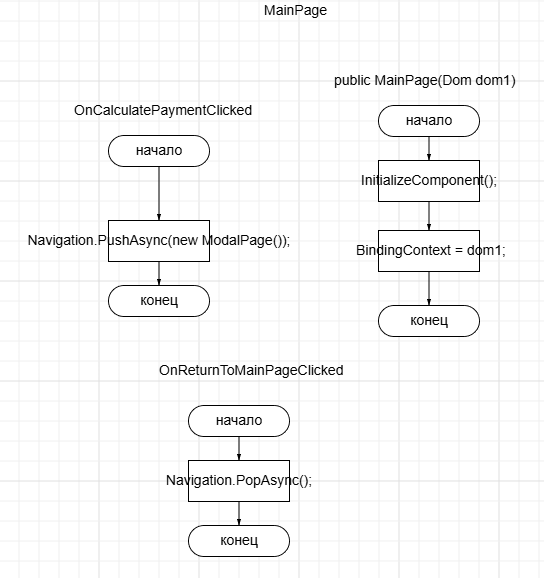 MainPage
OnCalculatePaymentClicked
начало
Navigation.PushAsync(new ModalPage());
конец
public MainPage(Dom dom1)
начало
InitializeComponent();
BindingContext = dom1;
конец
OnReturnToMainPageClicked
начало
Navigation.PopAsync();
конец